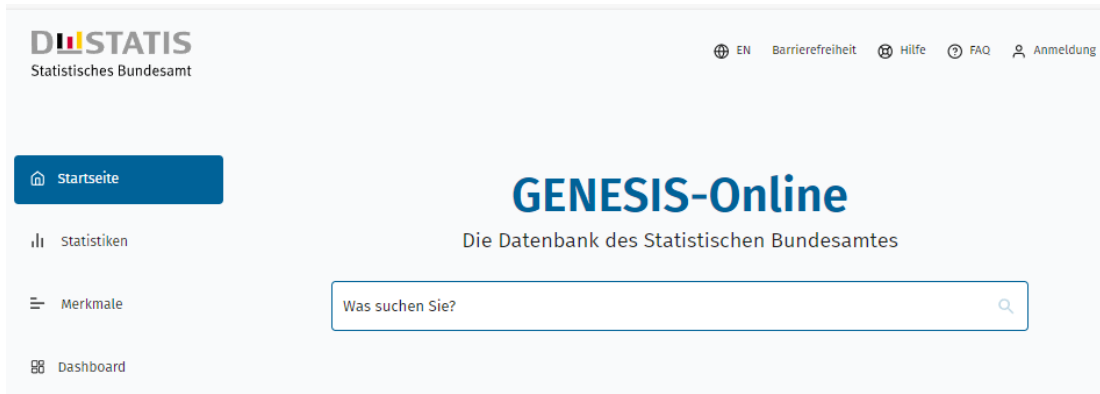 DESTATIS
Statistisches Bundesamt
EN Barrierefreiheit Hilfe FAQ Anmeldung
Startseite
Statistiken
Merkmale
Dashboard
GENESIS-Online
Die Datenbank des Statistischen Bundesamtes
Was suchen Sie?